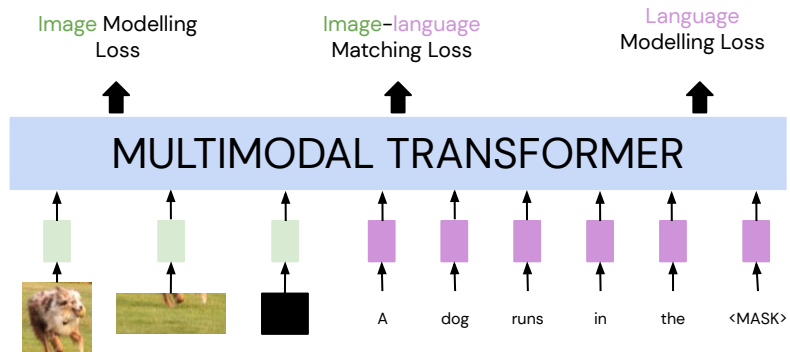 Image Modelling
Loss
Image-language
Matching Loss
Language
Modelling Loss
MULTIMODAL TRANSFORMER
A dog runs in the <MASK>